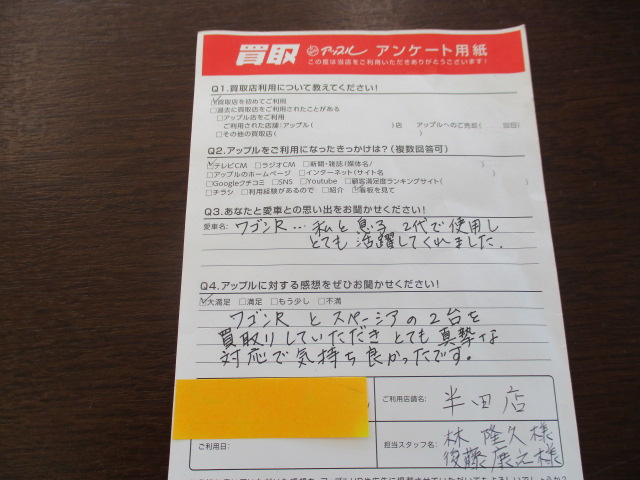 買取 アップル アンケート用紙
この度は当店をご利用いただきありがとうございます!
Q1.買取店利用について教えてください!
買取店を初めてご利用
□過去に買取店をご利用されたことがある
□アップル店をご利用
ご利用された店舗:アップル( )店 アップルへのご売却( 回目)
□その他の買取店( )
Q2.アップルをご利用になったきっかけは?(複数回答可)
テレビCM □ラジオCM □新聞・雑誌(媒体名/ )
□アップルのホームページ □インターネット(サイト名 )
□Googleクチコミ □SNS □Youtube □顧客満足度ランキングサイト( )
□チラシ □利用経験があるので □紹介 看板を見て
Q3.あなたと愛車との思い出をお聞かせください!
愛車名/ ワゴンR… 私と息子 2代で使用し
とても 活躍してくれました.
Q4.アップルに対する感想をぜひお聞かせください!
大満足 □満足 □もう少し □不満
ワゴンR と スペーシア の 2台を
買取りしていただき とても 真摯な
対応で 気持ち良かったです。
ご利用店舗名: 半田店
ご利用日:
担当スタッフ名: 林 隆久様
後藤 様